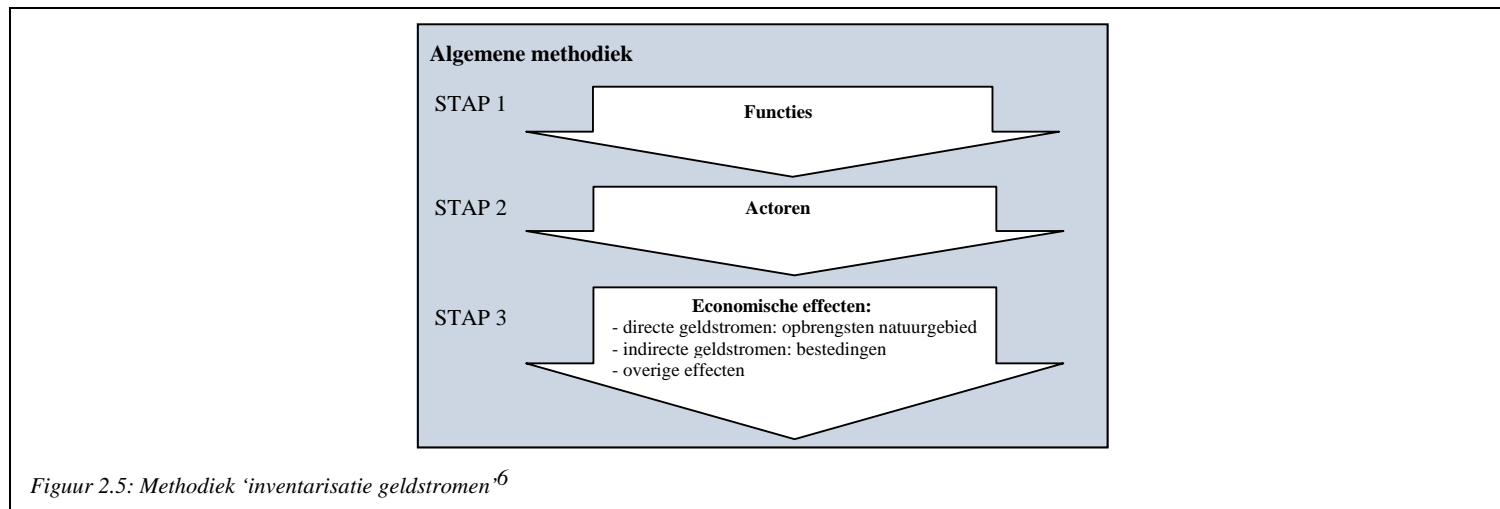 Algemene methodiek
STAP 1
Functies
STAP 2
Actoren
STAP 3
Economische effecten:
- directe geldstromen: opbrengsten natuurgebied
- indirecte geldstromen: bestedingen
- overige effecten
Figuur 2.5: Methodiek ‘inventarisatie geldstromen’6